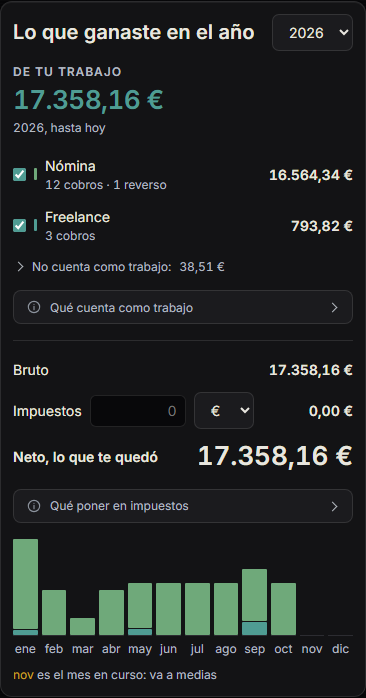 Lo que ganaste en el año
2026
DE TU TRABAJO
17.358,16 €
2026, hasta hoy
Nómina
16.564,34 €
12 cobros · 1 reverso
Freelance
793,82 €
3 cobros
No cuenta como trabajo: 38,51 €
Qué cuenta como trabajo
Bruto 17.358,16 €
Impuestos 0 € 0,00 €
Neto, lo que te quedó 17.358,16 €
Qué poner en impuestos
ene feb mar abr may jun jul ago sep oct nov dic
nov es el mes en curso: va a medias